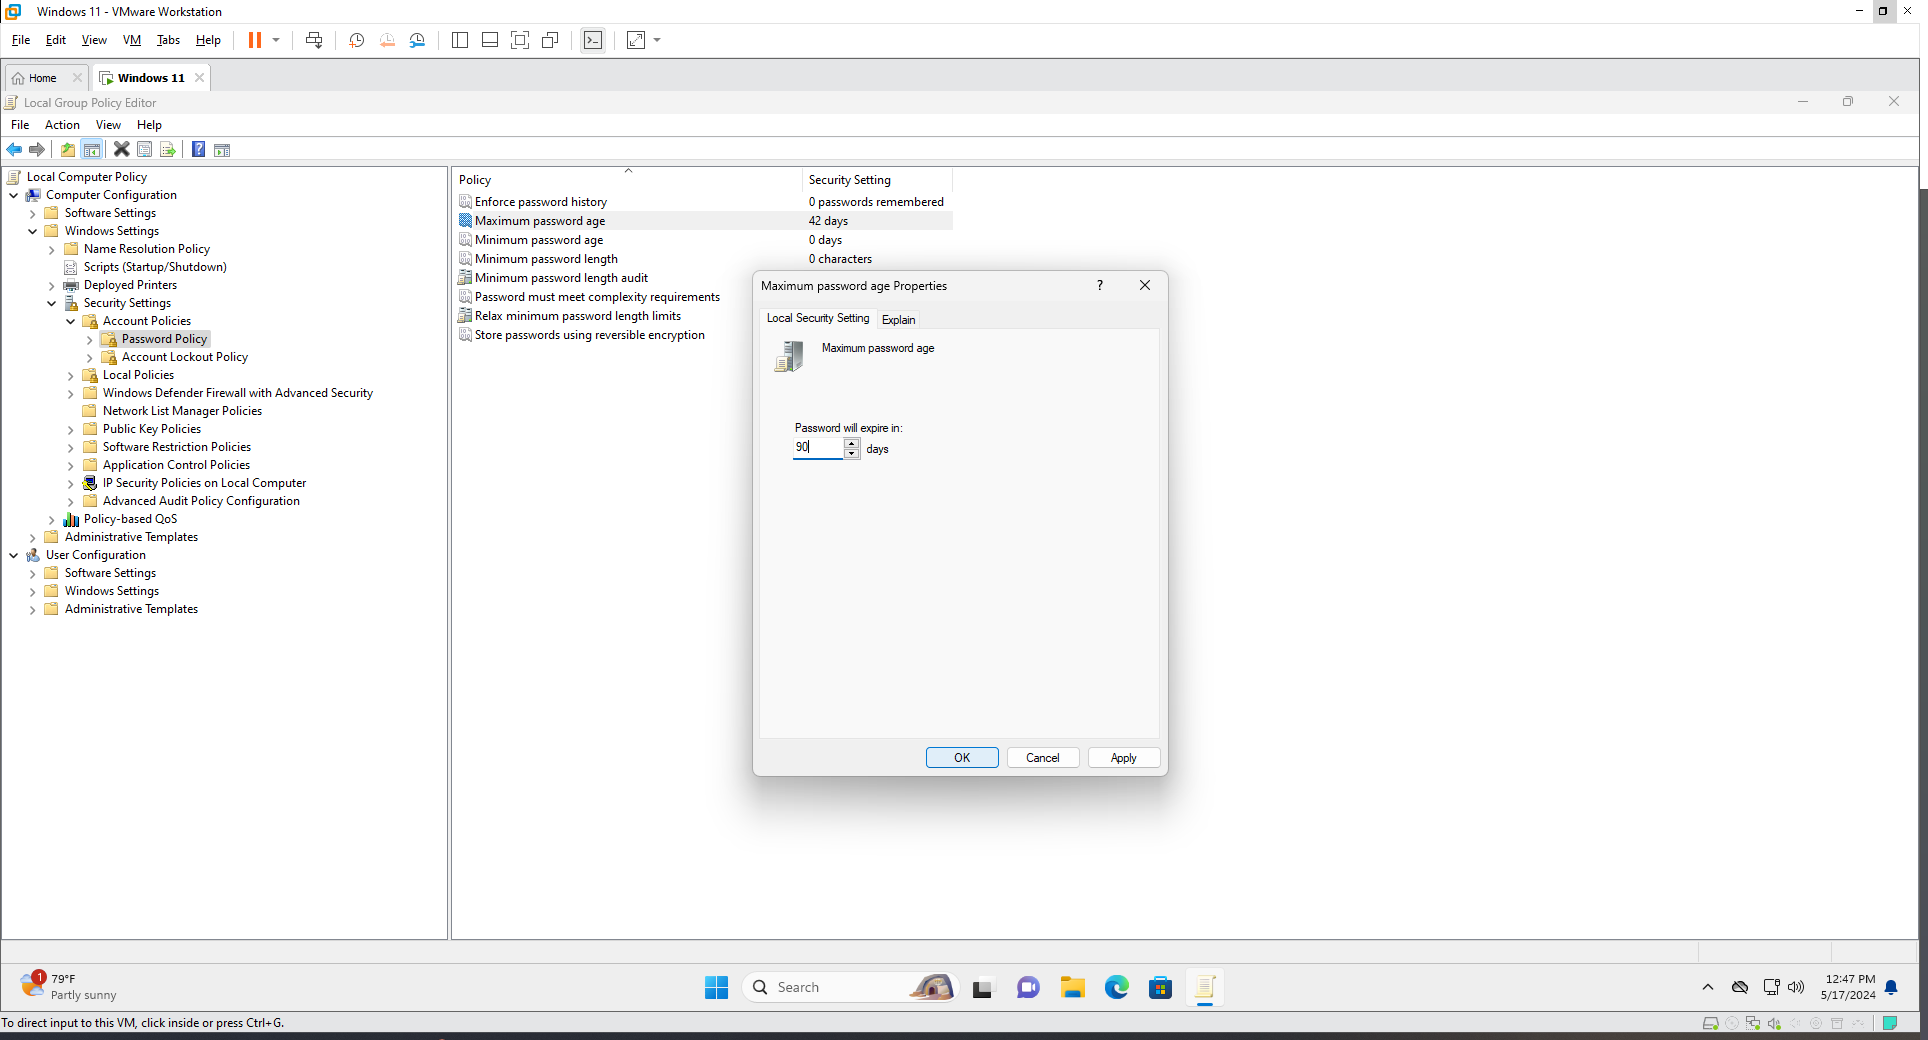 Windows 11 - VMware Workstation
File Edit View VM Tabs Help
Home Windows 11
Local Group Policy Editor
File Action View Help
Local Computer Policy
Computer Configuration
Software Settings
Windows Settings
Name Resolution Policy
Scripts (Startup/Shutdown)
Deployed Printers
Security Settings
Account Policies
Password Policy
Account Lockout Policy
Local Policies
Windows Defender Firewall with Advanced Security
Network List Manager Policies
Public Key Policies
Software Restriction Policies
Application Control Policies
IP Security Policies on Local Computer
Advanced Audit Policy Configuration
Policy-based QoS
Administrative Templates
User Configuration
Software Settings
Windows Settings
Administrative Templates
Policy Security Setting
Enforce password history 0 passwords remembered
Maximum password age 42 days
Minimum password age 0 days
Minimum password length 0 characters
Minimum password length audit
Password must meet complexity requirements
Relax minimum password length limits
Store passwords using reversible encryption
Maximum password age Properties ?
Local Security Setting Explain
Maximum password age
Password will expire in:
90 days
OK Cancel Apply
1
79°F
Partly sunny
Search
12:47 PM
5/17/2024
To direct input to this VM, click inside or press Ctrl+G.